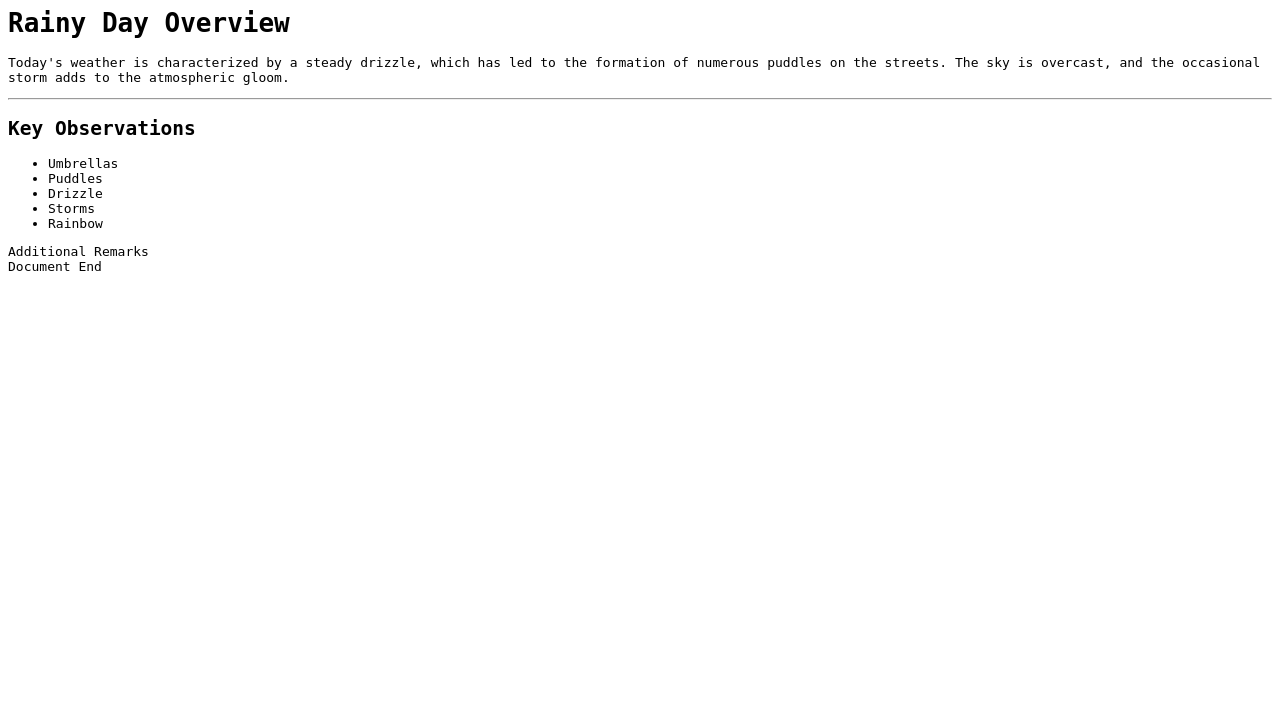 Rainy Day Overview
Today's weather is characterized by a steady drizzle, which has led to the formation of numerous puddles on the streets. The sky is overcast, and the occasional
storm adds to the atmospheric gloom.
Key Observations
• Umbrellas
• Puddles
• Drizzle
• Storms
• Rainbow
Additional Remarks
Document End